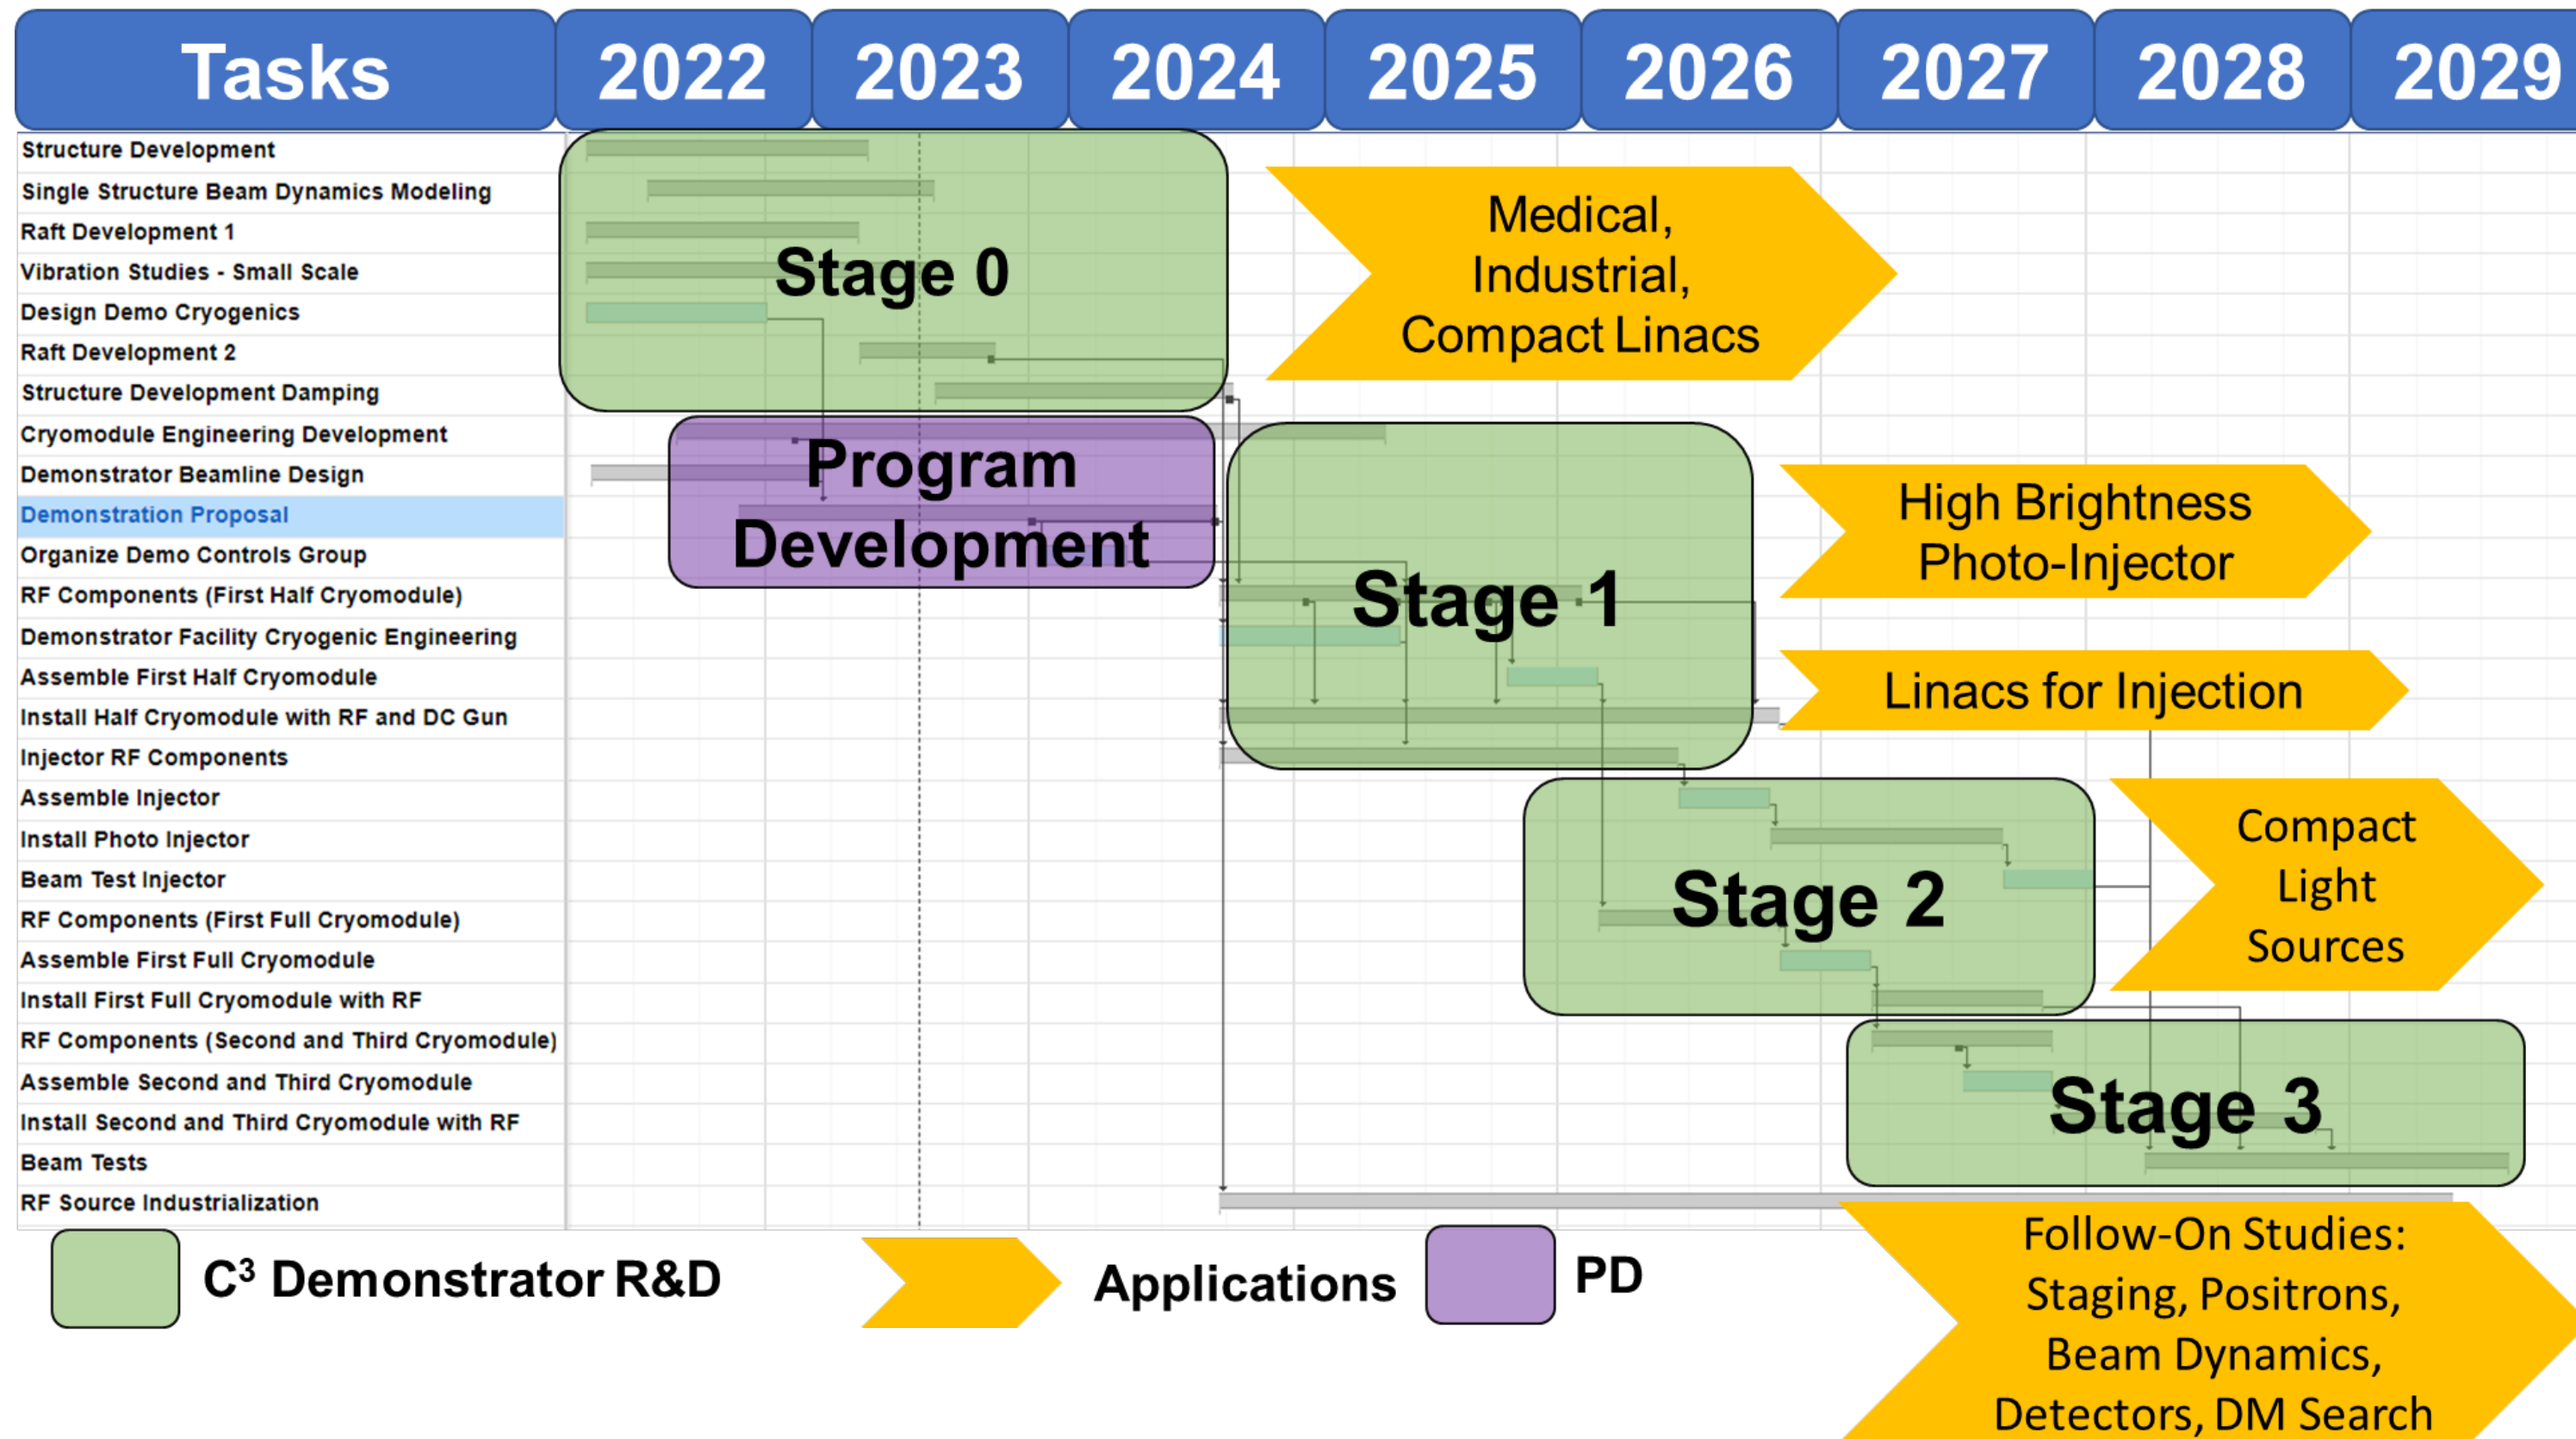 Tasks 2022 2023 2024 2025 2026 2027 2028 2029
Structure Development
Single Structure Beam Dynamics Modeling
Raft Development 1
Vibration Studies - Small Scale
Design Demo Cryogenics
Raft Development 2
Structure Development Damping
Cryomodule Engineering Development
Demonstrator Beamline Design
Demonstration Proposal
Organize Demo Controls Group
RF Components (First Half Cryomodule)
Demonstrator Facility Cryogenic Engineering
Assemble First Half Cryomodule
Install Half Cryomodule with RF and DC Gun
Injector RF Components
Assemble Injector
Install Photo Injector
Beam Test Injector
RF Components (First Full Cryomodule)
Assemble First Full Cryomodule
Install First Full Cryomodule with RF
RF Components (Second and Third Cryomodule)
Assemble Second and Third Cryomodule
Install Second and Third Cryomodule with RF
Beam Tests
RF Source Industrialization
Stage 0
Medical,
Industrial,
Compact Linacs
Program
Development
Stage 1
High Brightness
Photo-Injector
Linacs for Injection
Stage 2
Compact
Light
Sources
Stage 3
Follow-On Studies:
Staging, Positrons,
Beam Dynamics,
Detectors, DM Search
C³ Demonstrator R&D
Applications
PD